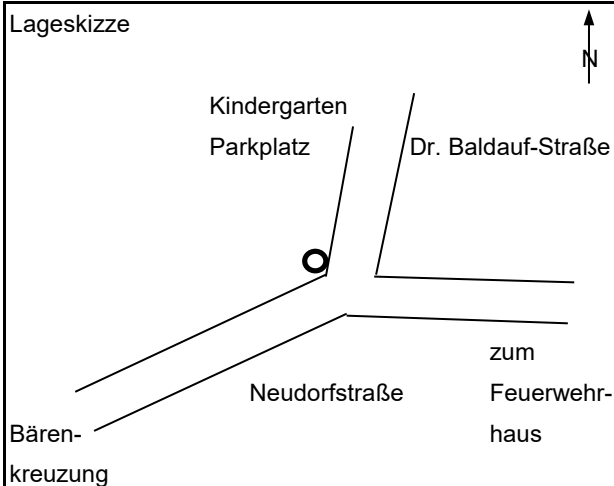 Lageskizze
N
Kindergarten
Parkplatz
Dr. Baldauf-Straße
Neudorfstraße
zum
Feuerwehr-
haus
Bären-
kreuzung